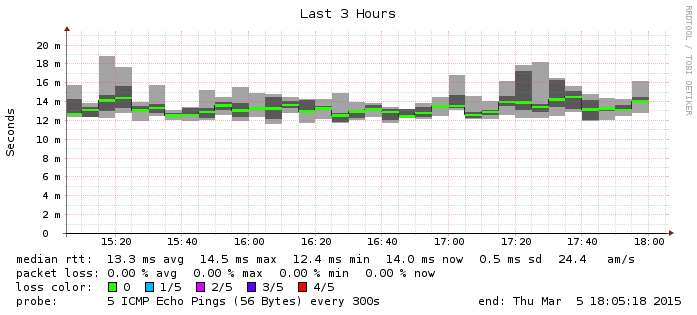 Last 3 Hours
RRDTOOL / TOBI OETIKER
Seconds
20 m
18 m
16 m
14 m
12 m
10 m
8 m
6 m
4 m
2 m
0
15:20 15:40 16:00 16:20 16:40 17:00 17:20 17:40 18:00
median rtt: 13.3 ms avg 14.5 ms max 12.4 ms min 14.0 ms now 0.5 ms sd 24.4 am/s
packet loss: 0.00 % avg 0.00 % max 0.00 % min 0.00 % now
loss color: 0 1/5 2/5 3/5 4/5
probe: 5 ICMP Echo Pings (56 Bytes) every 300s end: Thu Mar 5 18:05:18 2015